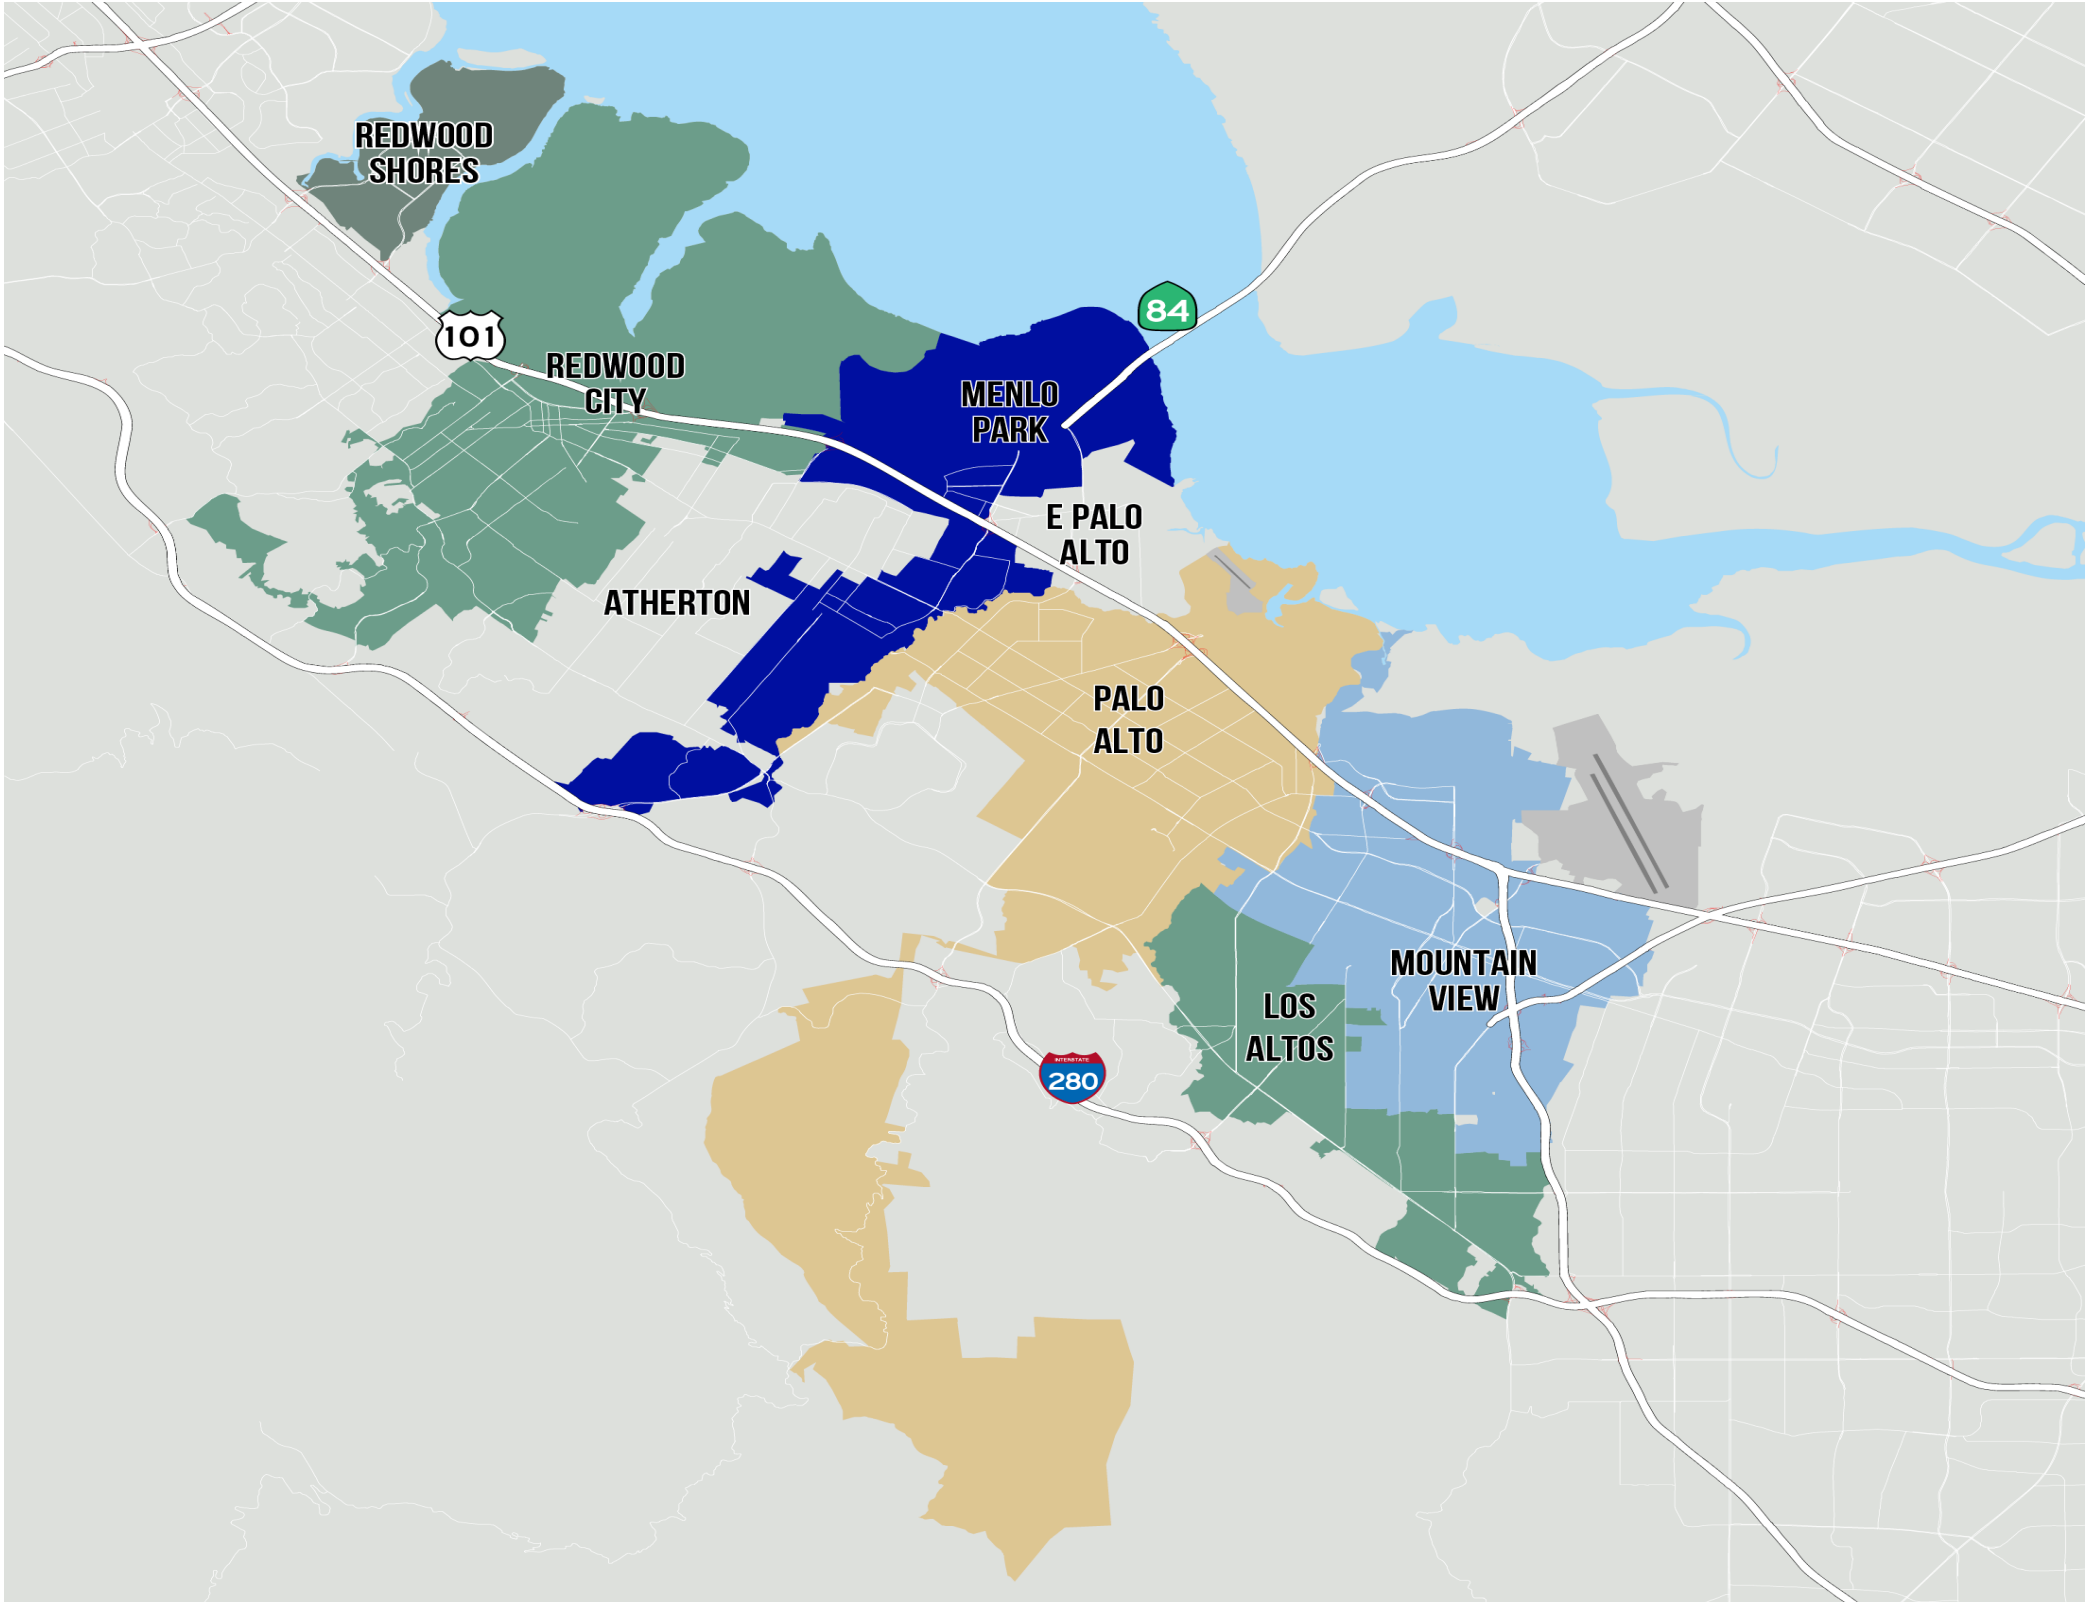 REDWOOD
SHORES
84
101
REDWOOD
CITY
MENLO
PARK
E PALO
ALTO
ATHERTON
PALO
ALTO
MOUNTAIN
VIEW
LOS
ALTOS
INTERSTATE
280